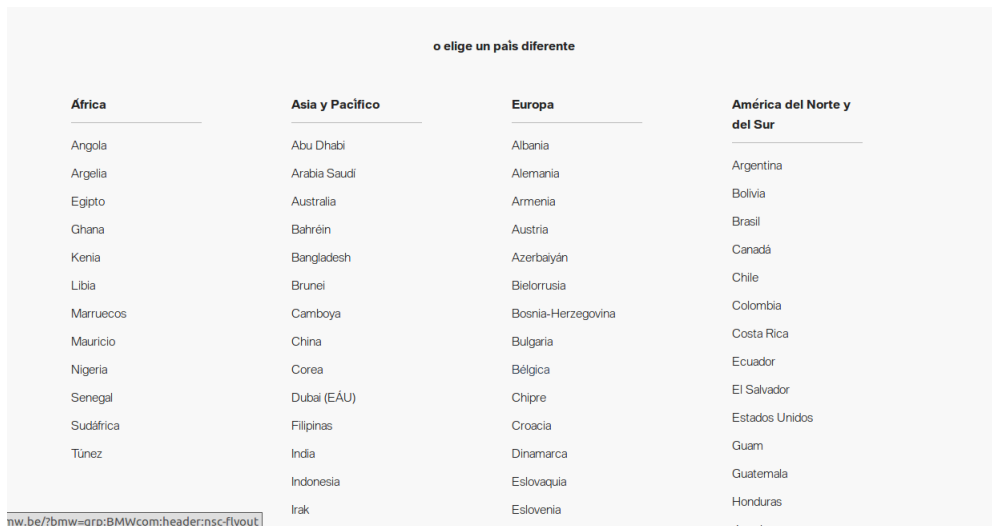 o elige un país diferente
África
Angola
Argelia
Egipto
Ghana
Kenia
Libia
Marruecos
Mauricio
Nigeria
Senegal
Sudáfrica
Túnez
Asia y Pacífico
Abu Dhabi
Arabia Saudí
Australia
Bahréin
Bangladesh
Brunei
Camboya
China
Corea
Dubai (EÁU)
Filipinas
India
Indonesia
Irak
Europa
Albania
Alemania
Armenia
Austria
Azerbaiyán
Bielorrusia
Bosnia-Herzegovina
Bulgaria
Bélgica
Chipre
Croacia
Dinamarca
Eslovaquia
Eslovenia
América del Norte y
del Sur
Argentina
Bolivia
Brasil
Canadá
Chile
Colombia
Costa Rica
Ecuador
El Salvador
Estados Unidos
Guam
Guatemala
Honduras
mw.be/?bmw=grp:BMWcom:header:nsc-flyout